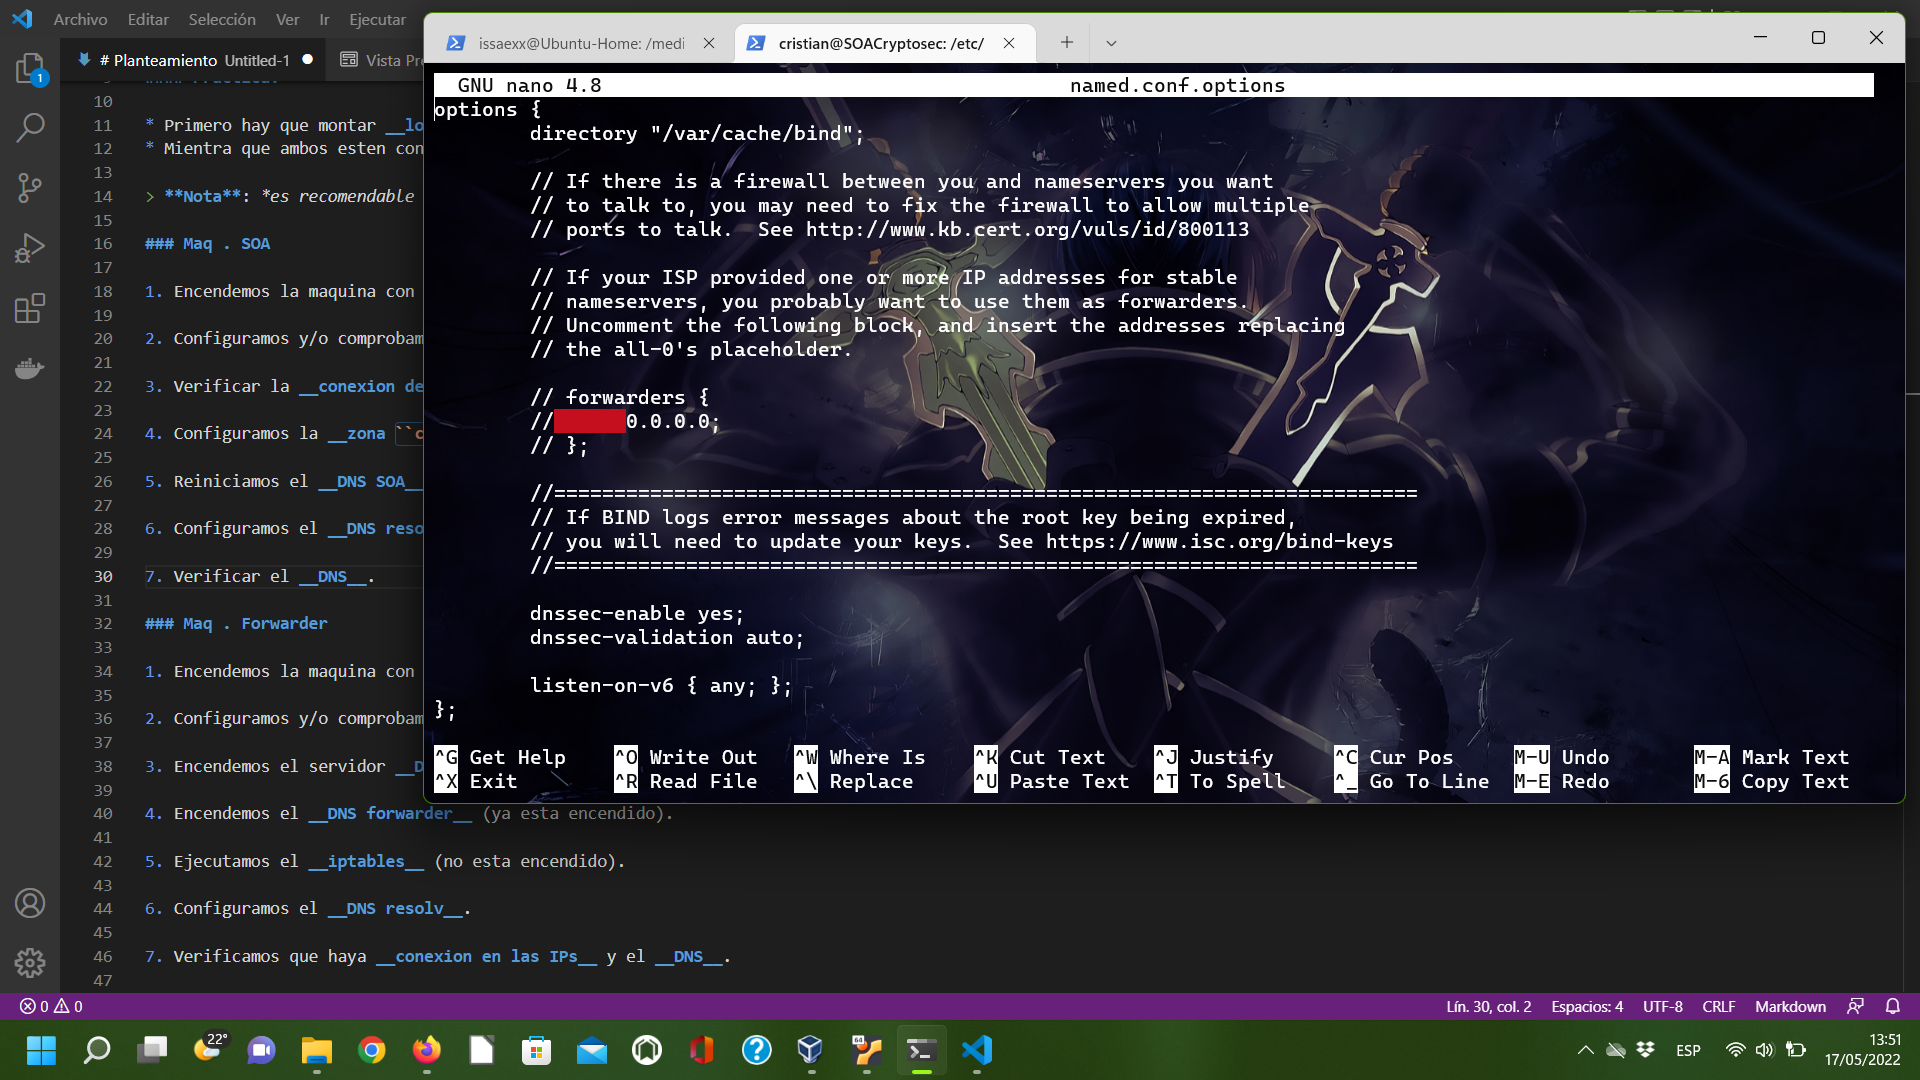 Archivo Editar Selección Ver Ir Ejecutar
# Planteamiento Untitled-1
Vista Pr
1
10
11 * Primero hay que montar __lo
12 * Mientra que ambos esten con
13
14 > **Nota**: *es recomendable
15
16 ### Maq . SOA
17
18 1. Encendemos la maquina con
19
20 2. Configuramos y/o comprobam
21
22 3. Verificar la __conexion de
23
24 4. Configuramos la __zona ``c
25
26 5. Reiniciamos el __DNS SOA__
27
28 6. Configuramos el __DNS reso
29
30 7. Verificar el __DNS__.
31
32 ### Maq . Forwarder
33
34 1. Encendemos la maquina con
35
36 2. Configuramos y/o comprobam
37
38 3. Encendemos el servidor __D
39
40 4. Encendemos el __DNS forwarder__ (ya esta encendido).
41
42 5. Ejecutamos el __iptables__ (no esta encendido).
43
44 6. Configuramos el __DNS resolv__.
45
46 7. Verificamos que haya __conexion en las IPs__ y el __DNS__.
47
issaexx@Ubuntu-Home: /medi
cristian@SOACryptosec: /etc/
GNU nano 4.8 named.conf.options
options {
directory "/var/cache/bind";
// If there is a firewall between you and nameservers you want
// to talk to, you may need to fix the firewall to allow multiple
// ports to talk.  See http://www.kb.cert.org/vuls/id/800113
// If your ISP provided one or more IP addresses for stable
// nameservers, you probably want to use them as forwarders.
// Uncomment the following block, and insert the addresses replacing
// the all-0's placeholder.
// forwarders {
// 0.0.0.0;
// };
//========================================================================
// If BIND logs error messages about the root key being expired,
// you will need to update your keys.  See https://www.isc.org/bind-keys
//========================================================================
dnssec-enable yes;
dnssec-validation auto;
listen-on-v6 { any; };
};
^G Get Help ^O Write Out ^W Where Is ^K Cut Text ^J Justify ^C Cur Pos M-U Undo M-A Mark Text
^X Exit ^R Read File ^\ Replace ^U Paste Text ^T To Spell ^_ Go To Line M-E Redo M-6 Copy Text
0 0
Lín. 30, col. 2 Espacios: 4 UTF-8 CRLF Markdown
22°
64
ESP
13:51
17/05/2022